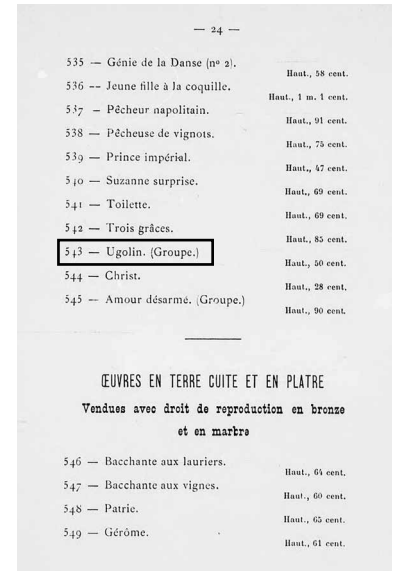 — 24 —
535 — Génie de la Danse (nº 2).
Haut., 58 cent.
536 -- Jeune fille à la coquille.
Haut., 1 m. 1 cent.
537 — Pêcheur napolitain.
Haut., 91 cent.
538 — Pêcheuse de vignots.
Haut., 75 cent.
539 — Prince impérial.
Haut., 47 cent.
540 — Suzanne surprise.
Haut., 69 cent.
541 — Toilette.
Haut., 69 cent.
542 — Trois grâces.
Haut., 85 cent.
543 — Ugolin. (Groupe.)
Haut., 50 cent.
544 — Christ.
Haut., 28 cent.
545 — Amour désarmé. (Groupe.)
Haut., 90 cent.
ŒUVRES EN TERRE CUITE ET EN PLATRE
Vendues avec droit de reproduction en bronze
et en marbre
546 — Bacchante aux lauriers.
Haut., 64 cent.
547 — Bacchante aux vignes.
Haut., 60 cent.
548 — Patrie.
Haut., 65 cent.
549 — Gérôme.
Haut., 61 cent.